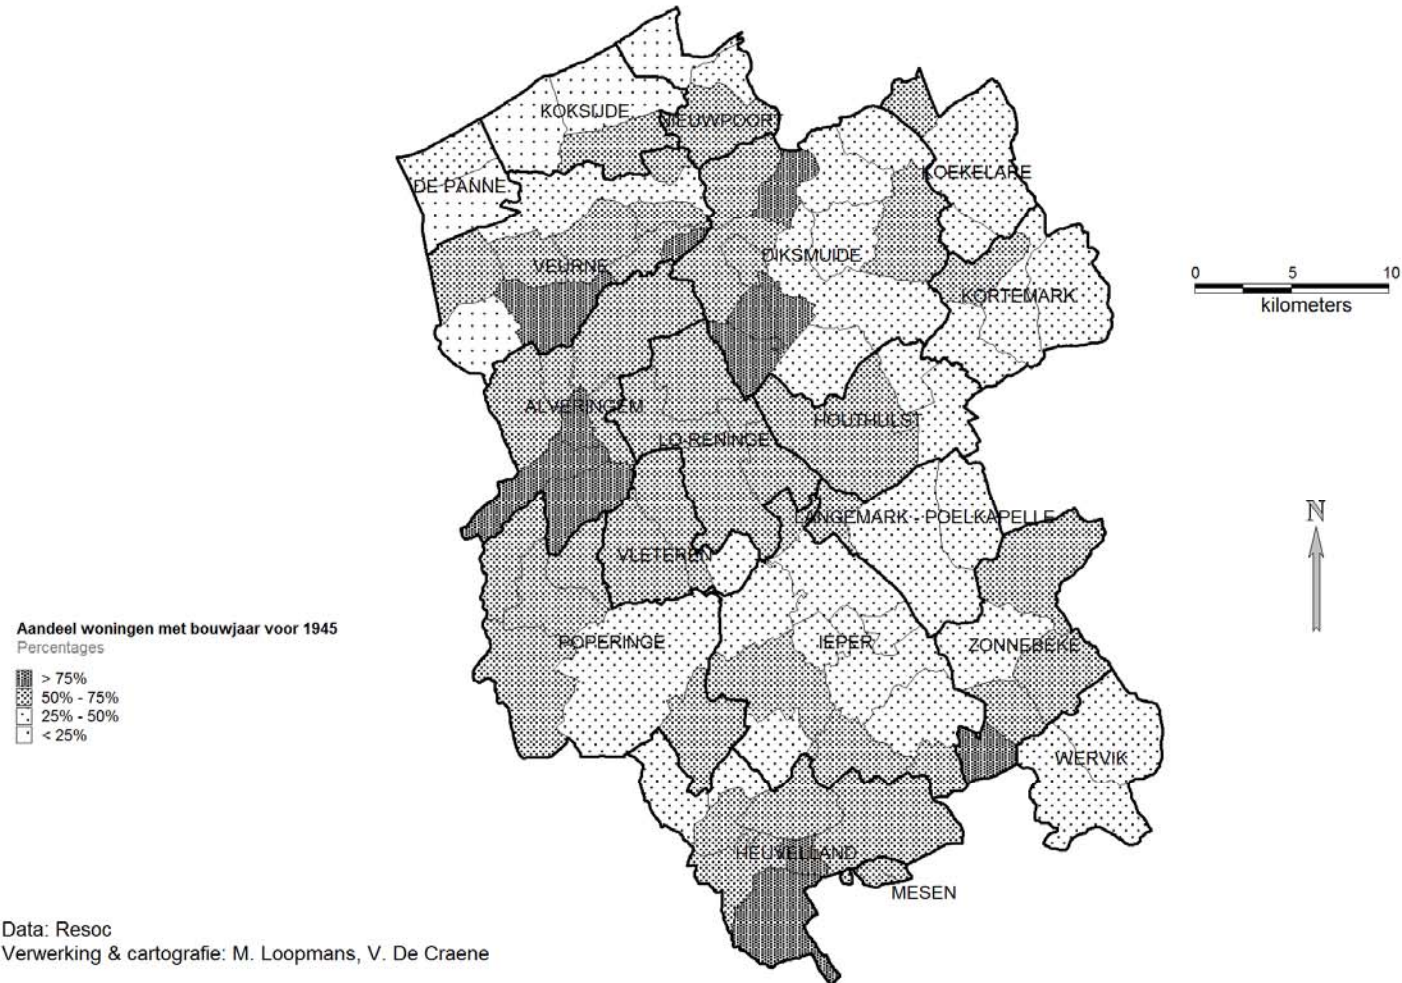 KOKSIJDE
NIEUWPOORT
DE PANNE
KOEKELARE
VEURNE
DIKSMUIDE
KORTEMARK
0 5 10
kilometers
ALVERINGEM
HOUTHULST
LO-RENINGE
N
LANGEMARK - POELKAPELLE
VLETEREN
POPERINGE
IEPER
ZONNEBEKE
Aandeel woningen met bouwjaar voor 1945
Percentages
> 75%
50% - 75%
25% - 50%
< 25%
WERVIK
HEUVELLAND
MESEN
Data: Resoc
Verwerking & cartografie: M. Loopmans, V. De Craene